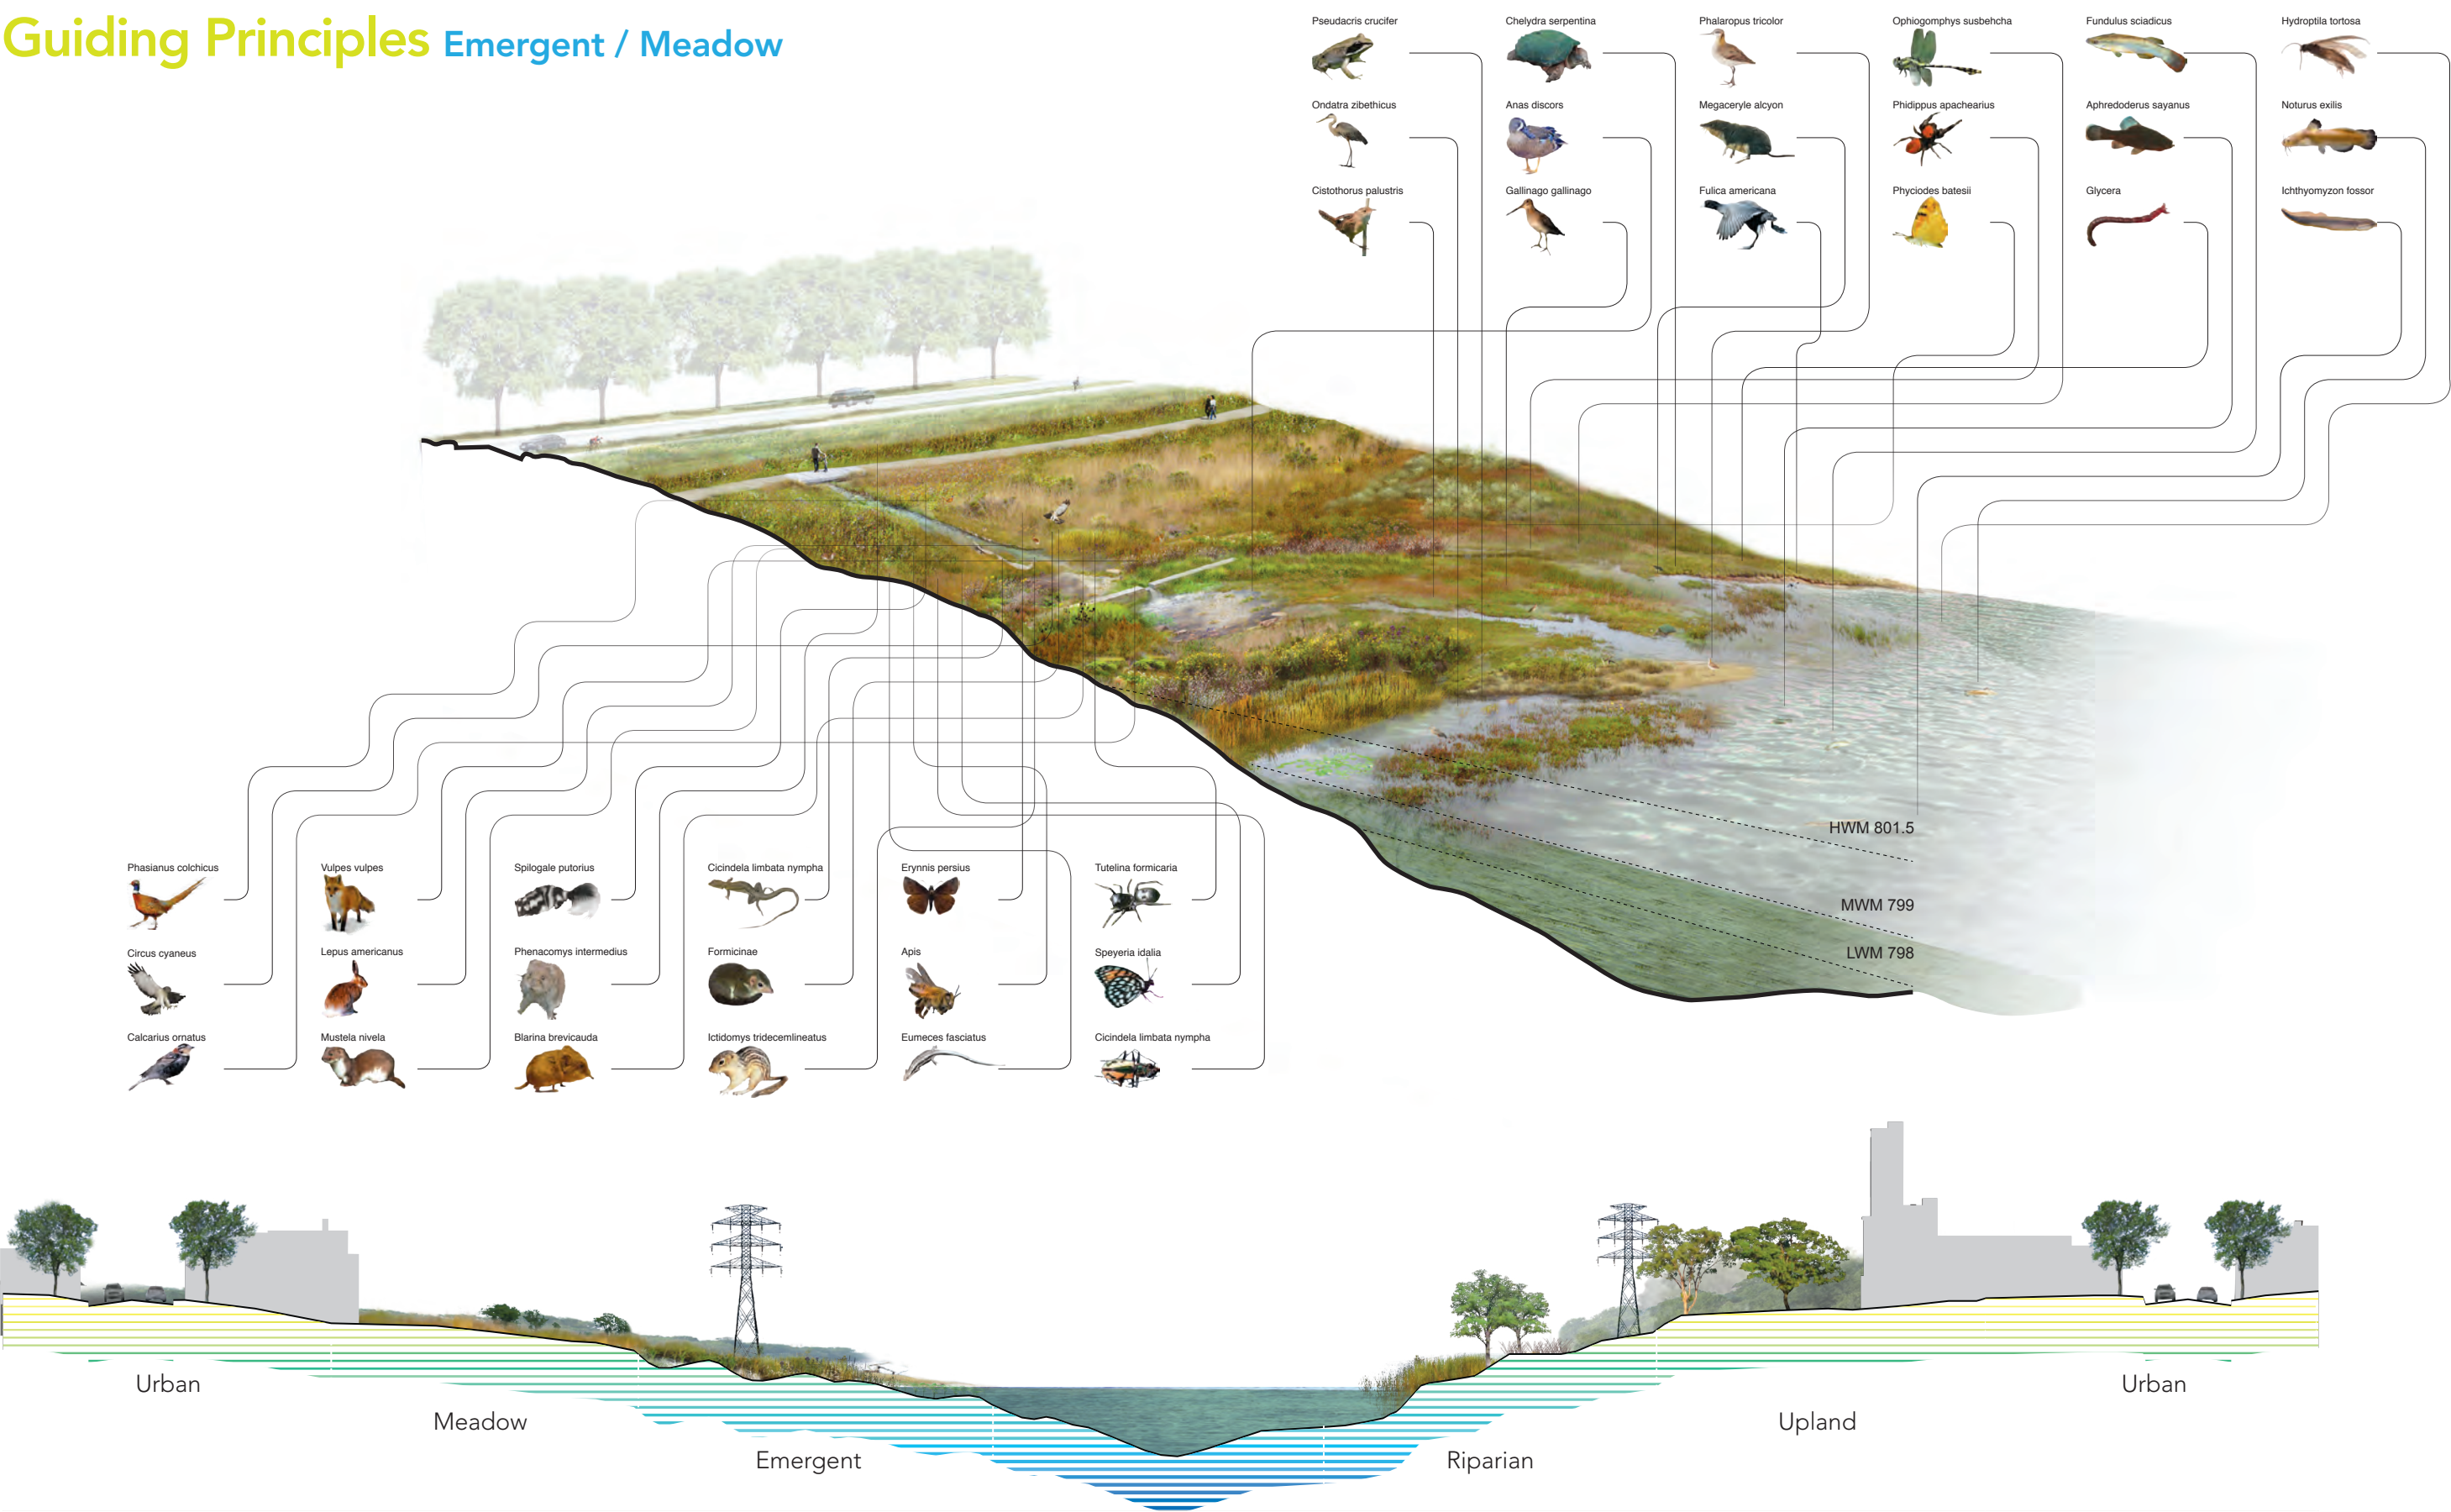 Guiding Principles Emergent / Meadow
Pseudacris crucifer
Chelydra serpentina
Phalaropus tricolor
Ophiogomphys susbehcha
Fundulus sciadicus
Hydroptila tortosa
Ondatra zibethicus
Anas discors
Megaceryle alcyon
Phidippus apachearius
Aphredoderus sayanus
Noturus exilis
Cistothorus palustris
Gallinago gallinago
Fulica americana
Phyciodes batesii
Glycera
Ichthyomyzon fossor
HWM 801.5
MWM 799
LWM 798
Phasianus colchicus
Vulpes vulpes
Spilogale putorius
Cicindela limbata nympha
Erynnis persius
Tutelina formicaria
Circus cyaneus
Lepus americanus
Phenacomys intermedius
Formicinae
Apis
Speyeria idalia
Calcarius ornatus
Mustela nivela
Blarina brevicauda
Ictidomys tridecemlineatus
Eumeces fasciatus
Cicindela limbata nympha
Urban
Meadow
Emergent
Riparian
Upland
Urban